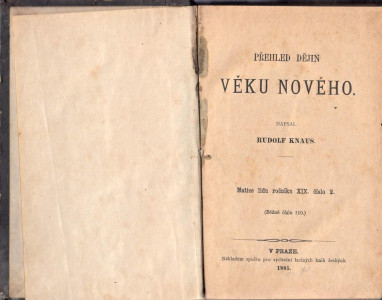 PŘEHLED DĚJIN
VĚKU NOVÉHO.
NAPSAL
RUDOLF KNAUS.
Matice lidu ročníku XIX. číslo 2.
(Běžné číslo 110.)
V PRAZE.
Nákladem spolku pro vydávání laciných knih českých.
1885.